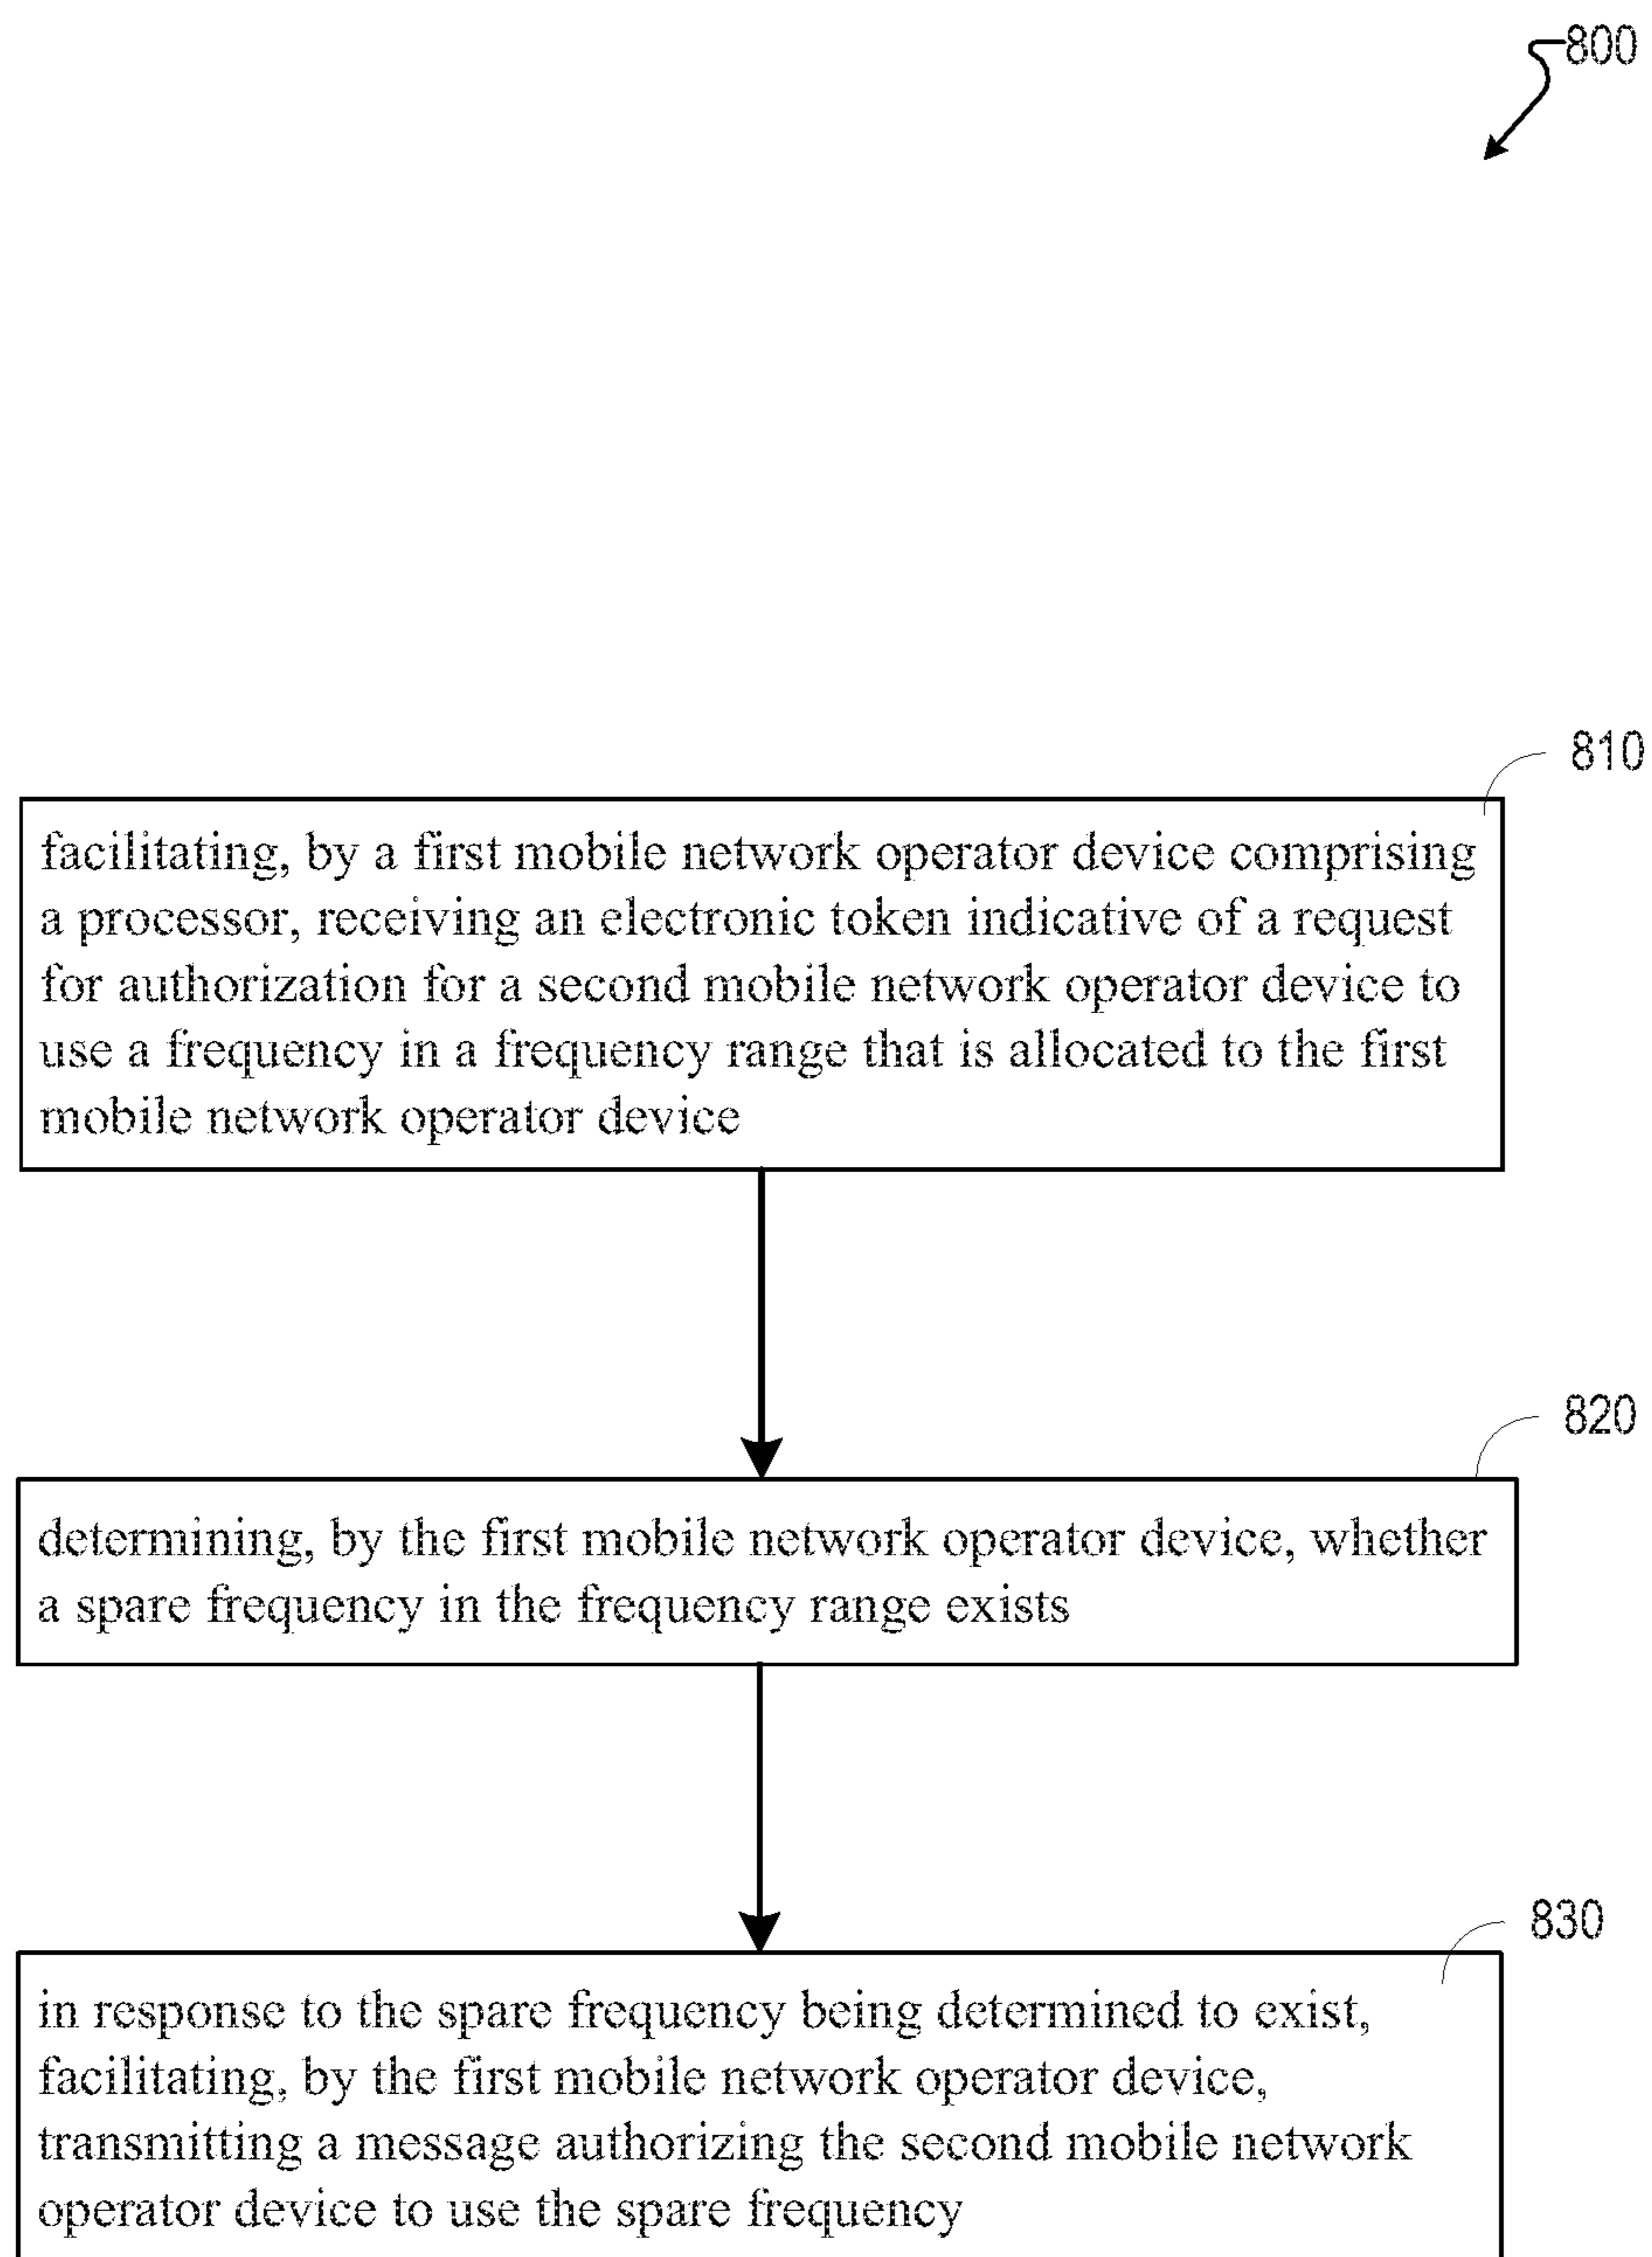 800
810
facilitating, by a first mobile network operator device comprising
a processor, receiving an electronic token indicative of a request
for authorization for a second mobile network operator device to
use a frequency in a frequency range that is allocated to the first
mobile network operator device
820
determining, by the first mobile network operator device, whether
a spare frequency in the frequency range exists
830
in response to the spare frequency being determined to exist,
facilitating, by the first mobile network operator device,
transmitting a message authorizing the second mobile network
operator device to use the spare frequency